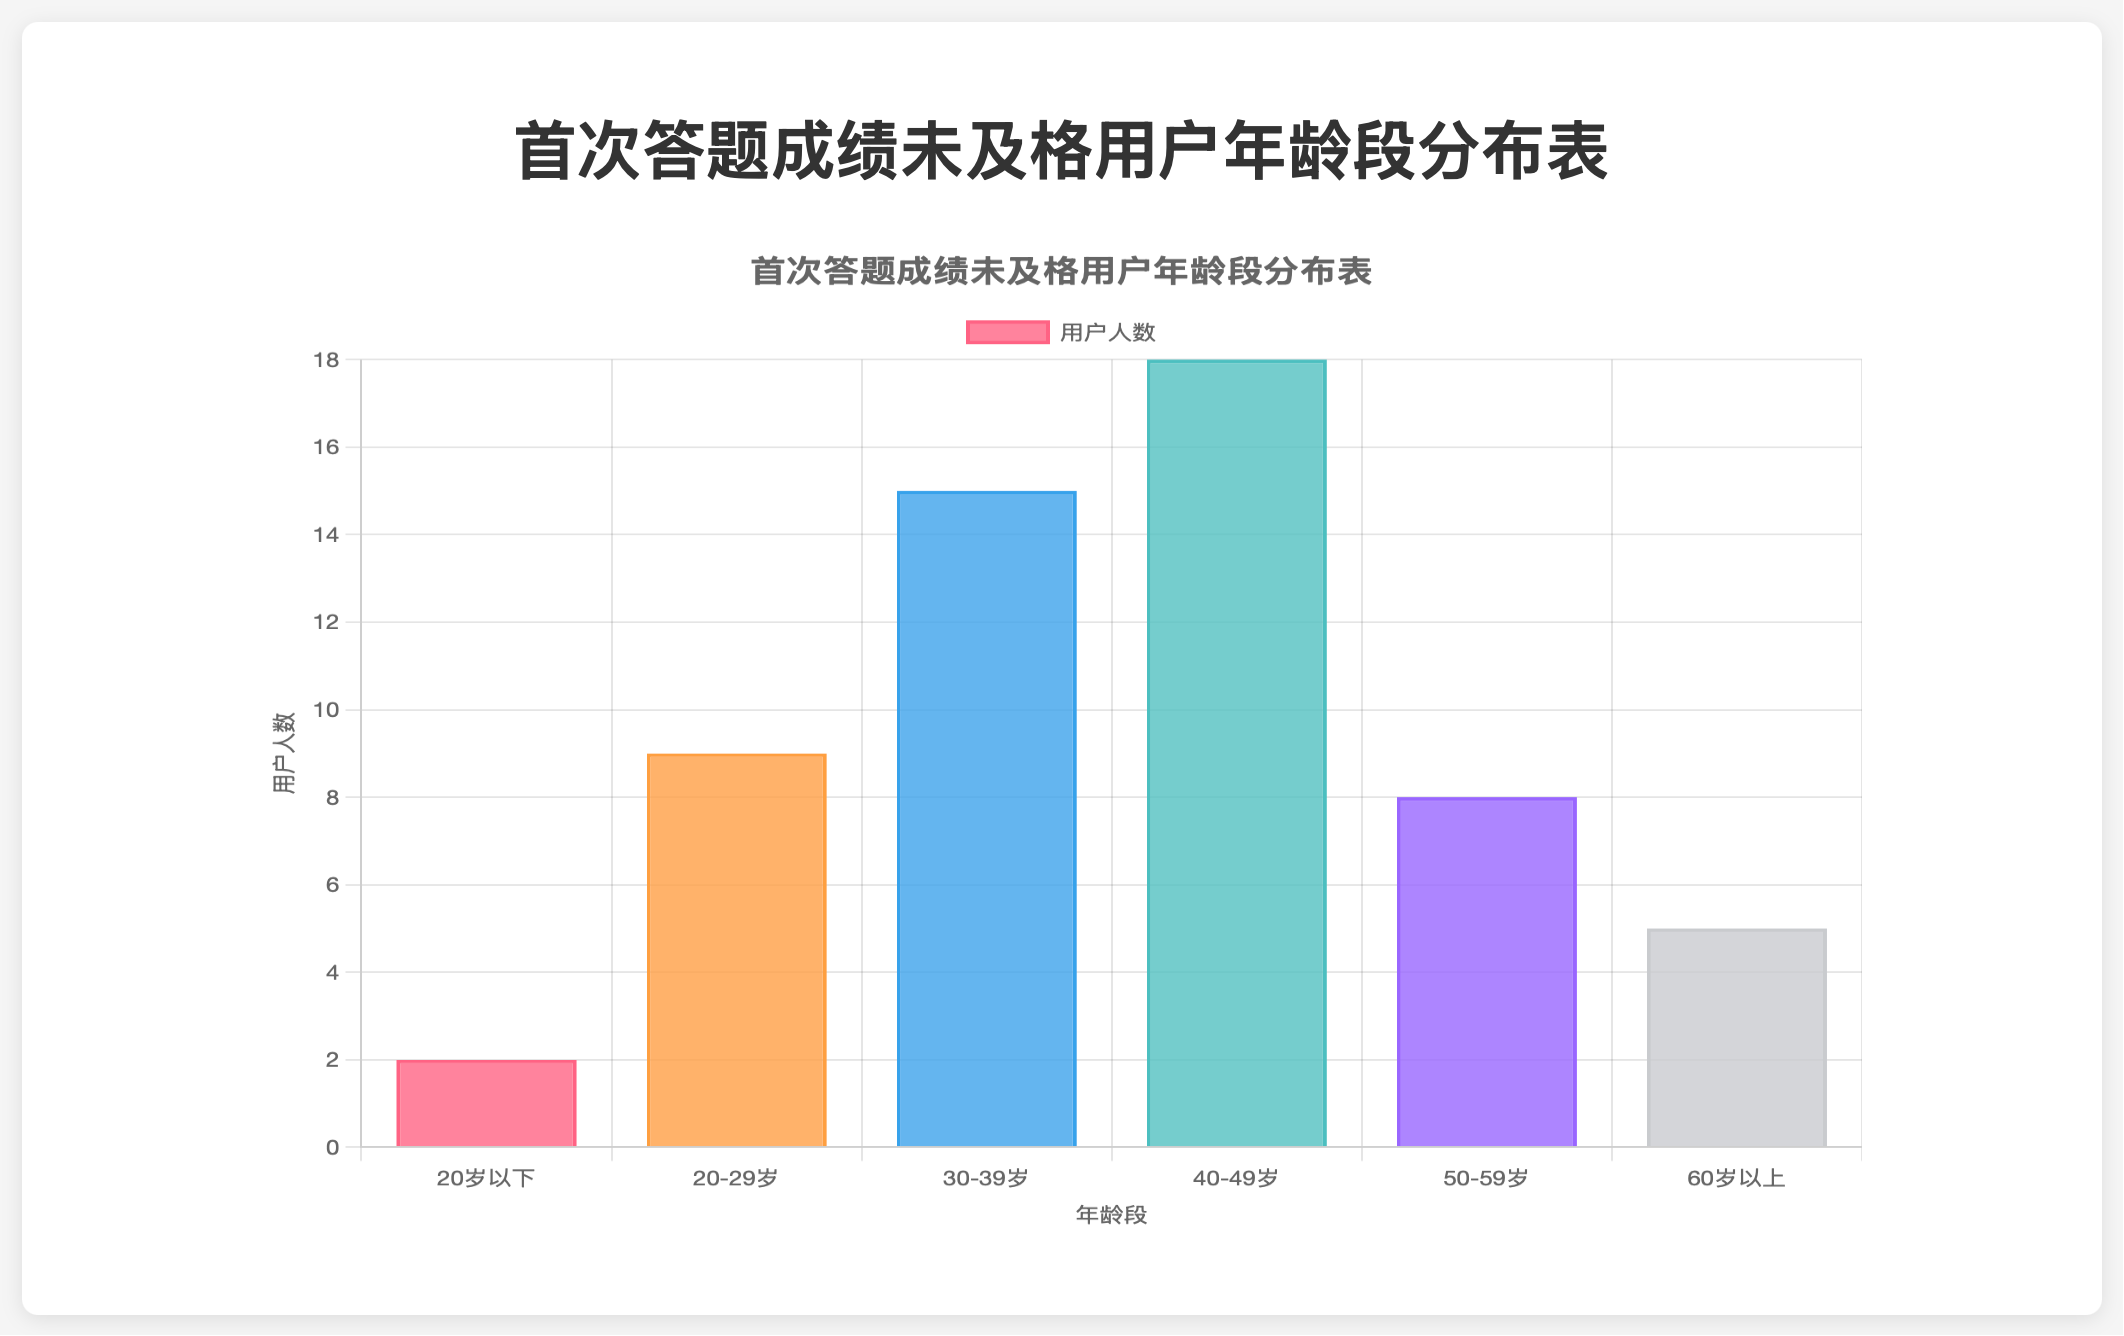 首次答题成绩未及格用户年龄段分布表
首次答题成绩未及格用户年龄段分布表
用户人数
18
16
14
12
10
8
6
4
2
0
用户人数
20岁以下
20-29岁
30-39岁
40-49岁
50-59岁
60岁以上
年龄段